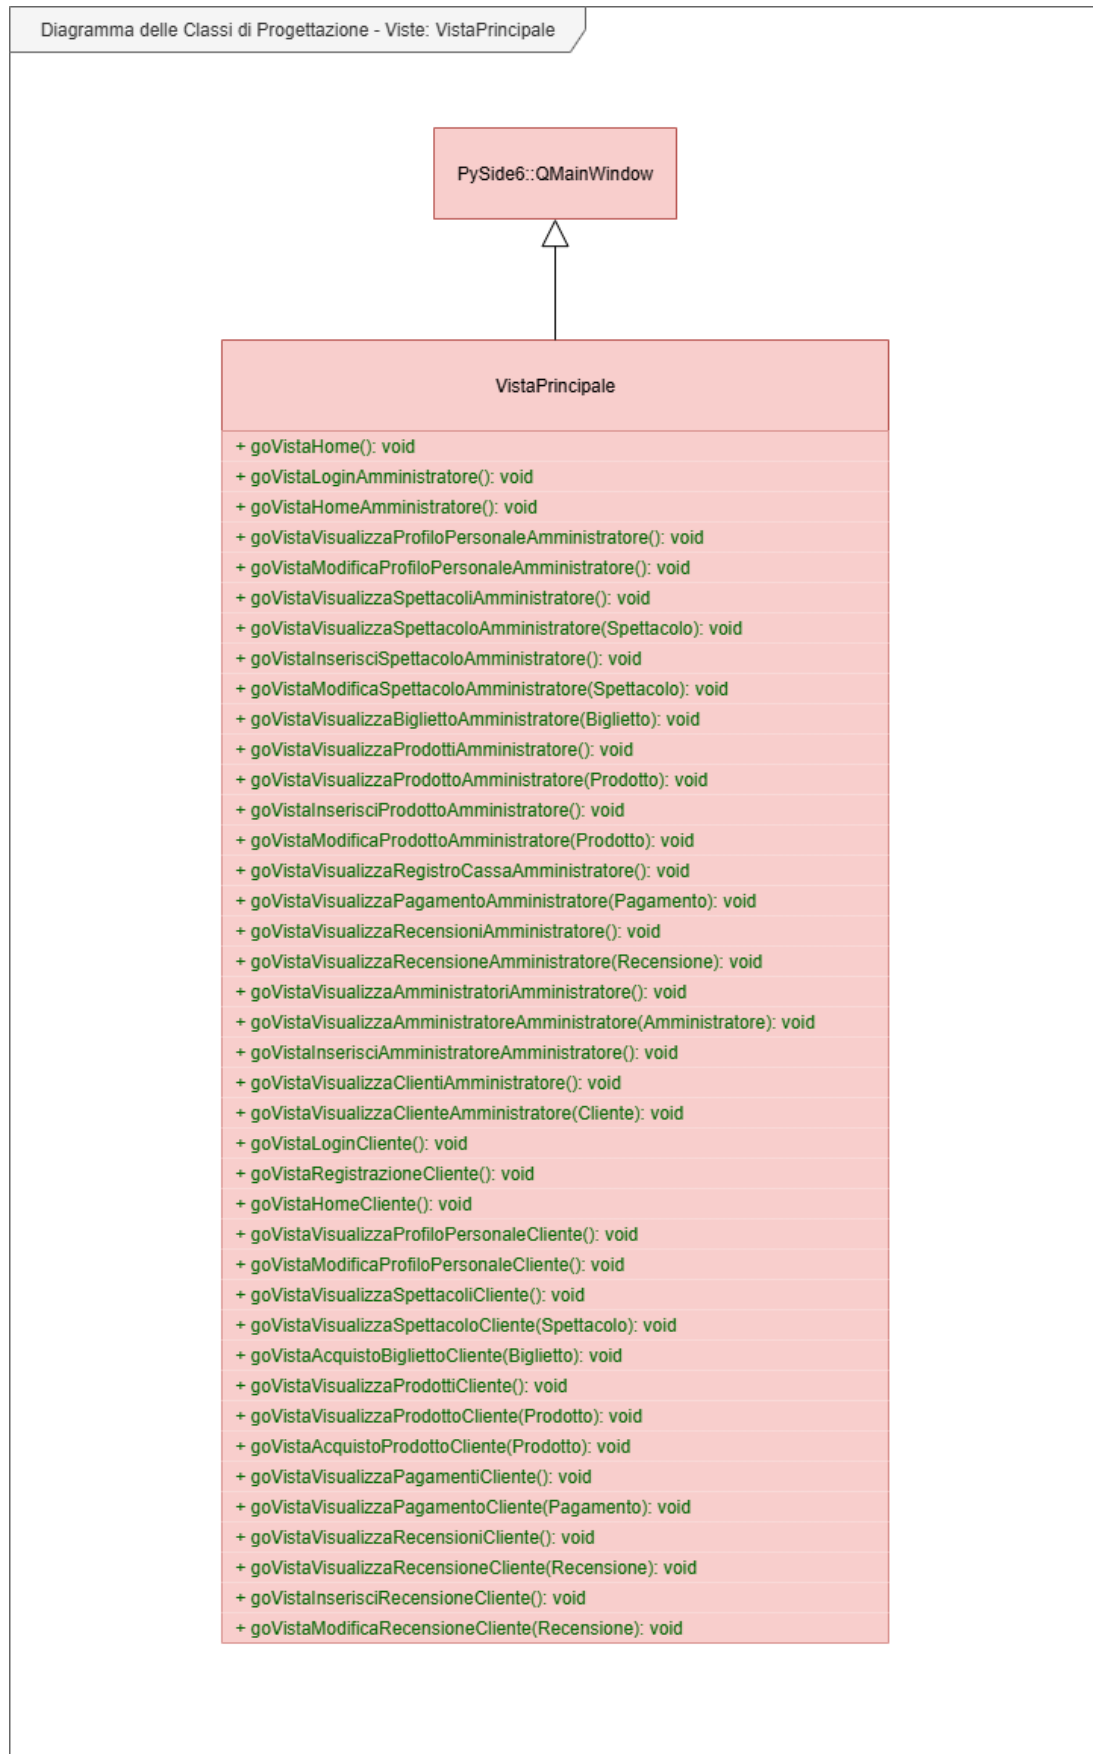 Diagramma delle Classi di Progettazione - Viste: VistaPrincipale
PySide6::QMainWindow
VistaPrincipale
+ goVistaHome(): void
+ goVistaLoginAmministratore(): void
+ goVistaHomeAmministratore(): void
+ goVistaVisualizzaProfiloPersonaleAmministratore(): void
+ goVistaModificaProfiloPersonaleAmministratore(): void
+ goVistaVisualizzaSpettacoliAmministratore(): void
+ goVistaVisualizzaSpettacoloAmministratore(Spettacolo): void
+ goVistaInserisciSpettacoloAmministratore(): void
+ goVistaModificaSpettacoloAmministratore(Spettacolo): void
+ goVistaVisualizzaBigliettoAmministratore(Biglietto): void
+ goVistaVisualizzaProdottiAmministratore(): void
+ goVistaVisualizzaProdottoAmministratore(Prodotto): void
+ goVistaInserisciProdottoAmministratore(): void
+ goVistaModificaProdottoAmministratore(Prodotto): void
+ goVistaVisualizzaRegistroCassaAmministratore(): void
+ goVistaVisualizzaPagamentoAmministratore(Pagamento): void
+ goVistaVisualizzaRecensioniAmministratore(): void
+ goVistaVisualizzaRecensioneAmministratore(Recensione): void
+ goVistaVisualizzaAmministratoriAmministratore(): void
+ goVistaVisualizzaAmministratoreAmministratore(Amministratore): void
+ goVistaInserisciAmministratoreAmministratore(): void
+ goVistaVisualizzaClientiAmministratore(): void
+ goVistaVisualizzaClienteAmministratore(Cliente): void
+ goVistaLoginCliente(): void
+ goVistaRegistrazioneCliente(): void
+ goVistaHomeCliente(): void
+ goVistaVisualizzaProfiloPersonaleCliente(): void
+ goVistaModificaProfiloPersonaleCliente(): void
+ goVistaVisualizzaSpettacoliCliente(): void
+ goVistaVisualizzaSpettacoloCliente(Spettacolo): void
+ goVistaAcquistoBigliettoCliente(Biglietto): void
+ goVistaVisualizzaProdottiCliente(): void
+ goVistaVisualizzaProdottoCliente(Prodotto): void
+ goVistaAcquistoProdottoCliente(Prodotto): void
+ goVistaVisualizzaPagamentiCliente(): void
+ goVistaVisualizzaPagamentoCliente(Pagamento): void
+ goVistaVisualizzaRecensioniCliente(): void
+ goVistaVisualizzaRecensioneCliente(Recensione): void
+ goVistaInserisciRecensioneCliente(): void
+ goVistaModificaRecensioneCliente(Recensione): void